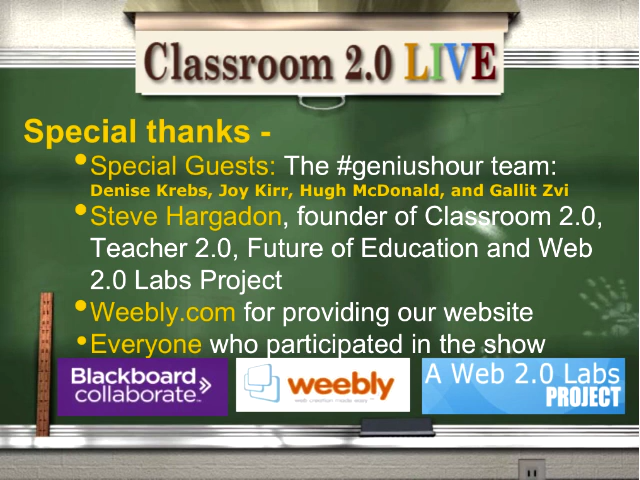 Classroom 2.0 LIVE
Special thanks -
•Special Guests: The #geniushour team:
Denise Krebs, Joy Kirr, Hugh McDonald, and Gallit Zvi
•Steve Hargadon, founder of Classroom 2.0,
Teacher 2.0, Future of Education and Web
2.0 Labs Project
•Weebly.com for providing our website
•Everyone who participated in the show
Blackboard
collaborate
weebly
web creation made easy
A Web 2.0 Labs
PROJECT